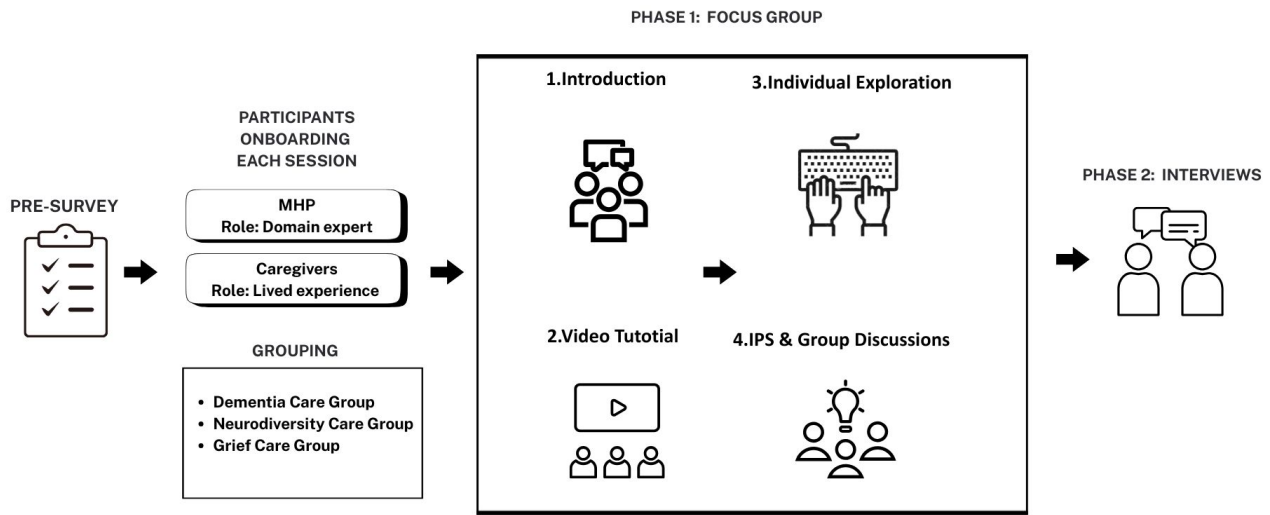 PRE-SURVEY
PARTICIPANTS
ONBOARDING
EACH SESSION
MHP
Role: Domain expert
Caregivers
Role: Lived experience
GROUPING
• Dementia Care Group
• Neurodiversity Care Group
• Grief Care Group
PHASE 1: FOCUS GROUP
1.Introduction
2.Video Tutotial
3.Individual Exploration
4.IPS & Group Discussions
PHASE 2: INTERVIEWS